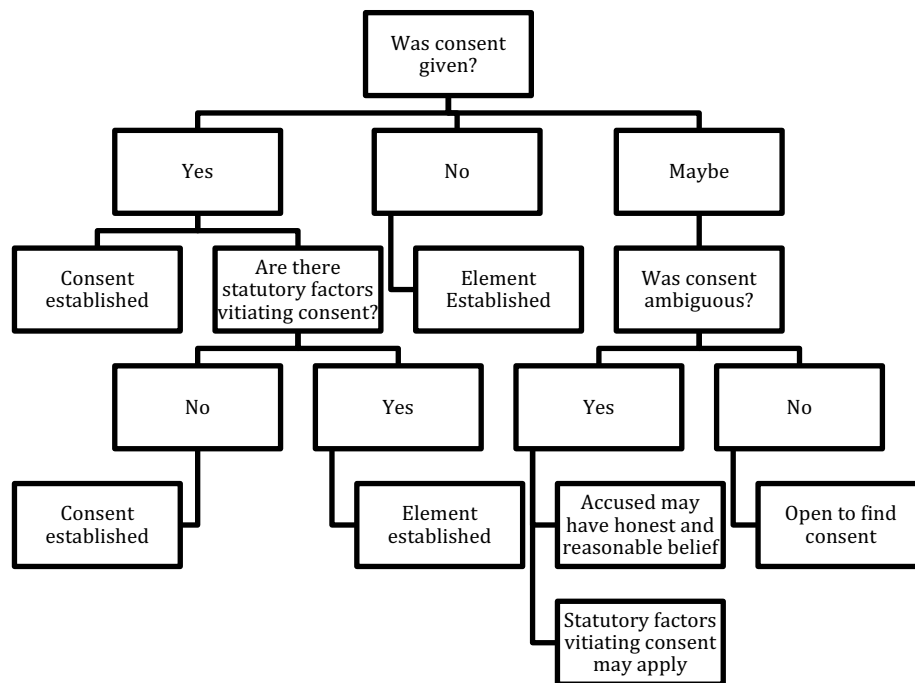 Was consent
given?
Yes
No
Maybe
Consent
established
Are there
statutory factors
vitiating consent?
Element
Established
Was consent
ambiguous?
No
Yes
Yes
No
Consent
established
Element
established
Accused may
have honest and
reasonable belief
Open to find
consent
Statutory factors
vitiating consent
may apply